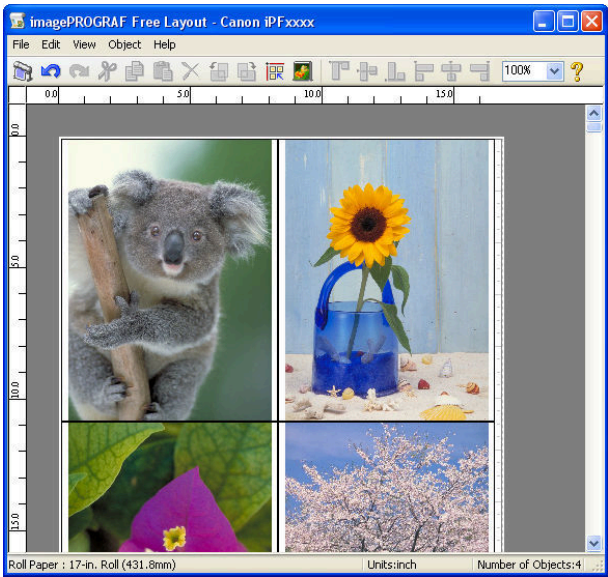 imagePROGRAF Free Layout - Canon iPFxxxx
File Edit View Object Help
100%
0.0 5.0 10.0 15.0
0.0
5.0
10.0
15.0
Roll Paper : 17-in. Roll (431.8mm) Units:inch Number of Objects:4